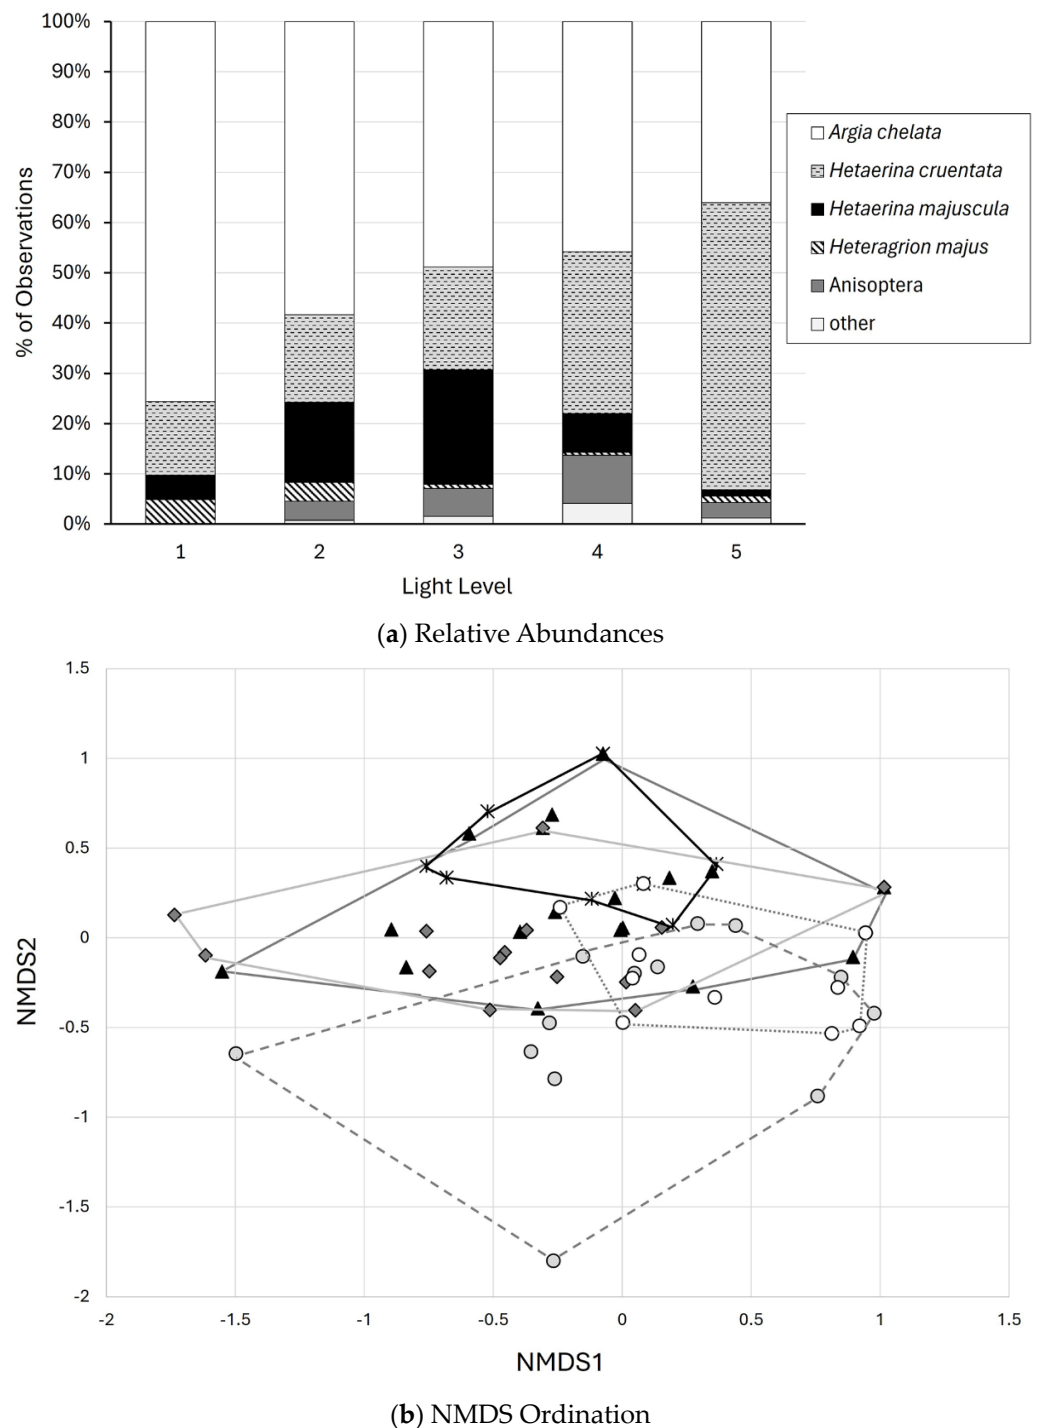 100%
90%
80%
70%
60%
50%
40%
30%
20%
10%
0%
% of Observations
1 2 3 4 5
Light Level
Argia chelata
Hetaerina cruentata
Hetaerina majuscula
Heteragrion majus
Anisoptera
other
(a) Relative Abundances
1.5
1
0.5
0
-0.5
-1
-1.5
-2
NMDS2
-2 -1.5 -1 -0.5 0 0.5 1 1.5
NMDS1
(b) NMDS Ordination